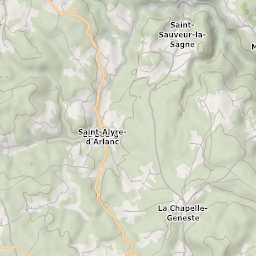 Saint-
Sauveur-la-
Sagne
M
Saint-Alyre-
d'Arlanc
La Chapelle-
Geneste